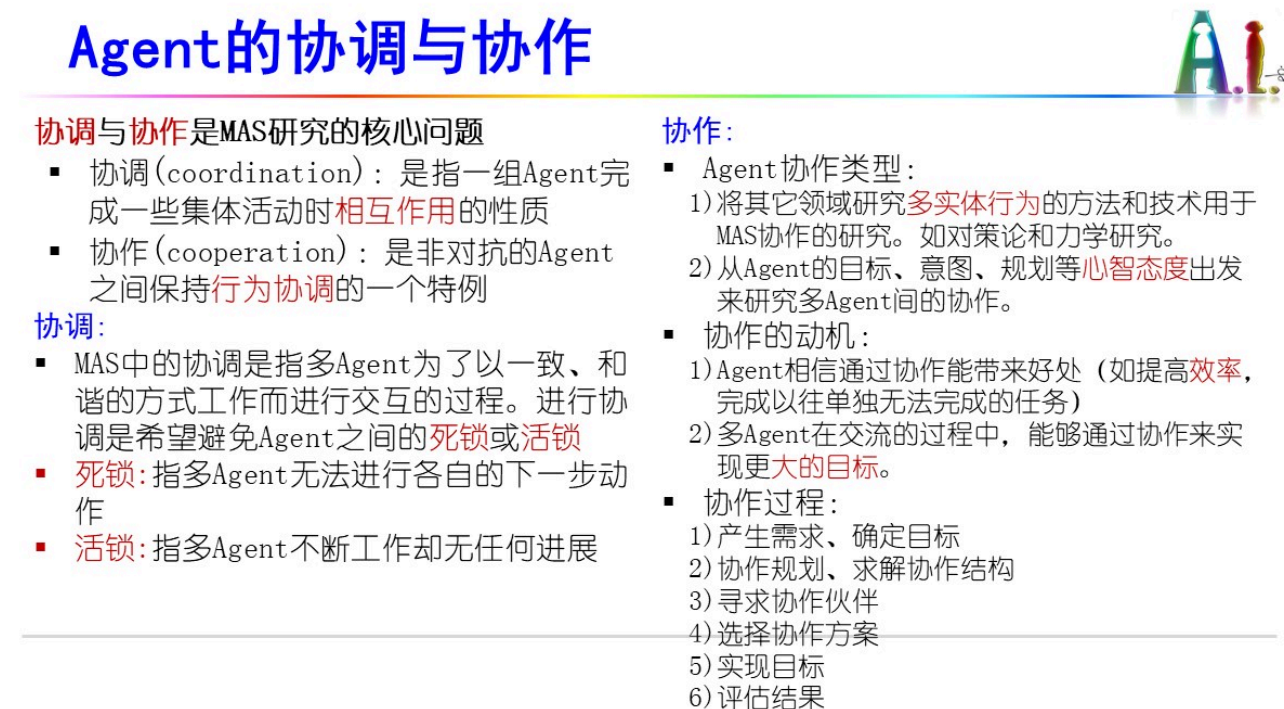 Agent的协调与协作
A.I.
协调与协作是MAS研究的核心问题
▪ 协调(coordination): 是指一组Agent完
成一些集体活动时相互作用的性质
▪ 协作(cooperation): 是非对抗的Agent
之间保持行为协调的一个特例
协调:
▪ MAS中的协调是指多Agent为了以一致、和
谐的方式工作而进行交互的过程。进行协
调是希望避免Agent之间的死锁或活锁
▪ 死锁:指多Agent无法进行各自的下一步动
作
▪ 活锁:指多Agent不断工作却无任何进展
协作:
▪ Agent协作类型:
1)将其它领域研究多实体行为的方法和技术用于
MAS协作的研究。如对策论和力学研究。
2)从Agent的目标、意图、规划等心智态度出发
来研究多Agent间的协作。
▪ 协作的动机:
1)Agent相信通过协作能带来好处（如提高效率,
完成以往单独无法完成的任务)
2)多Agent在交流的过程中，能够通过协作来实
现更大的目标。
▪ 协作过程:
1)产生需求、确定目标
2)协作规划、求解协作结构
3)寻求协作伙伴
4)选择协作方案
5)实现目标
6)评估结果